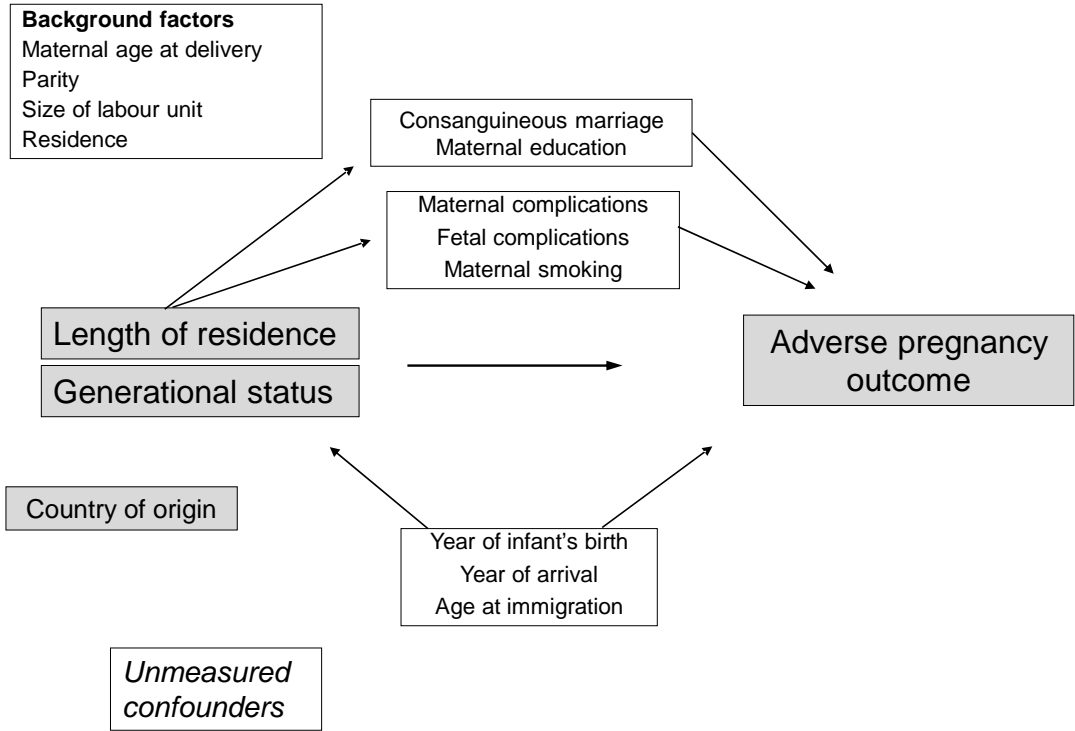 Background factors
Maternal age at delivery
Parity
Size of labour unit
Residence
Consanguineous marriage
Maternal education
Maternal complications
Fetal complications
Maternal smoking
Length of residence
Generational status
Adverse pregnancy
outcome
Country of origin
Year of infant’s birth
Year of arrival
Age at immigration
Unmeasured
confounders